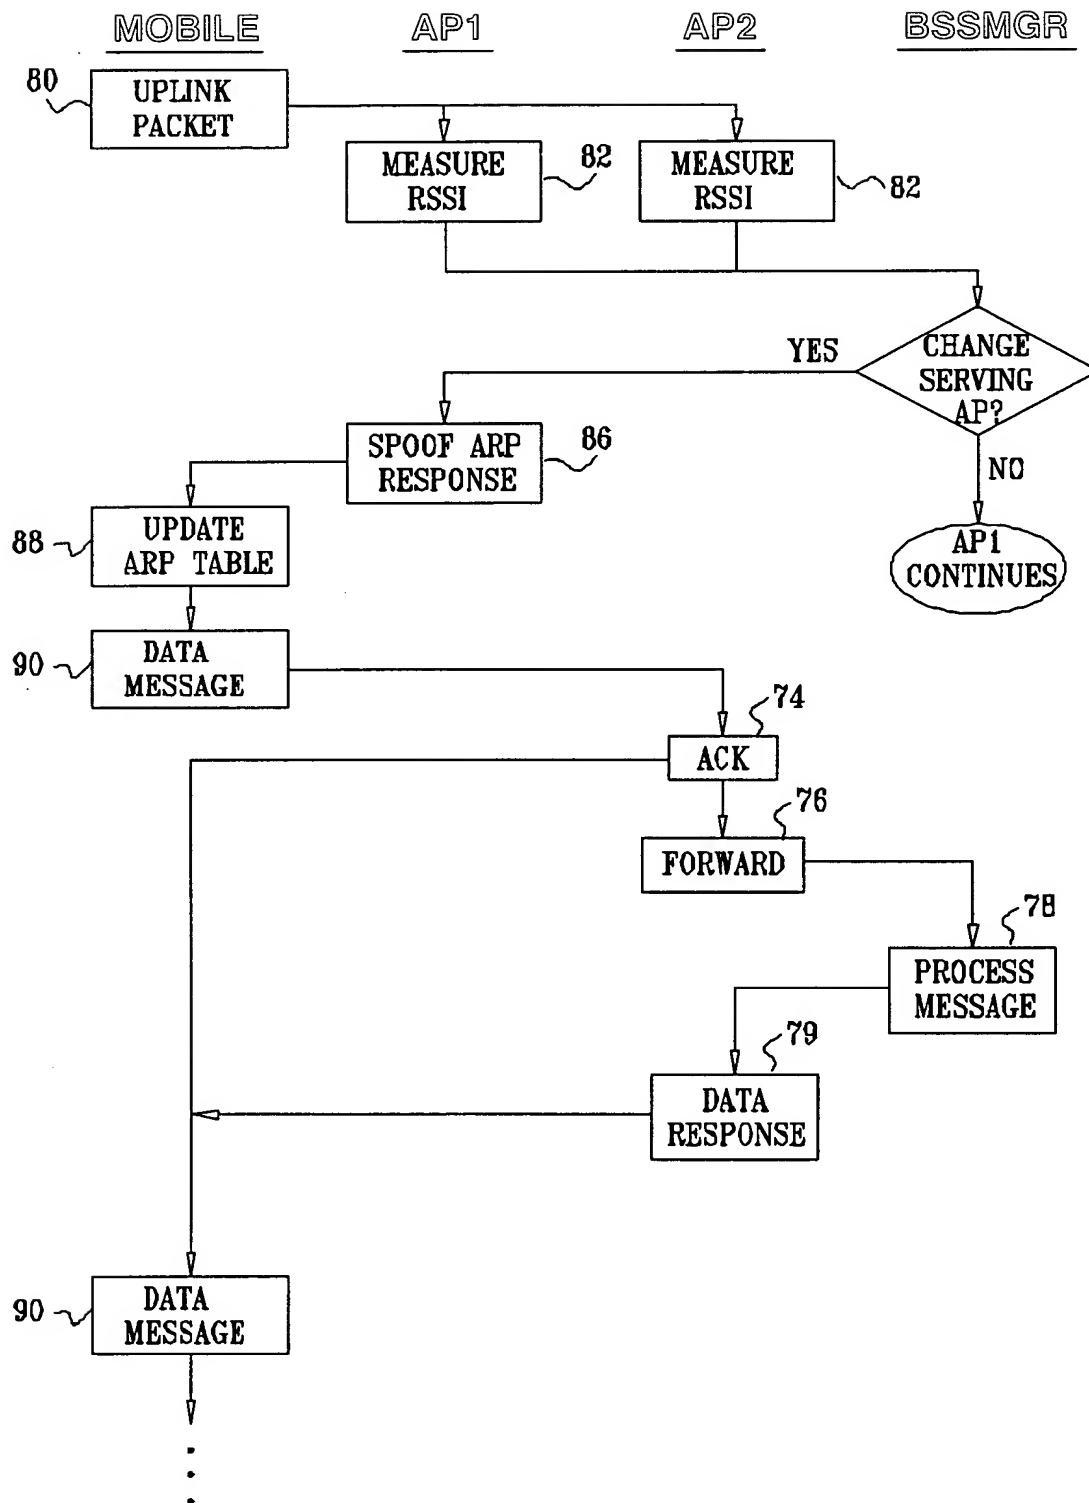 MOBILE AP1 AP2 BSSMGR
80
UPLINK
PACKET
MEASURE
RSSI
82
MEASURE
RSSI
82
CHANGE
SERVING
AP?
YES
NO
AP1
CONTINUES
SPOOF ARP
RESPONSE
86
88
UPDATE
ARP TABLE
90
DATA
MESSAGE
74
ACK
76
FORWARD
78
PROCESS
MESSAGE
79
DATA
RESPONSE
90
DATA
MESSAGE